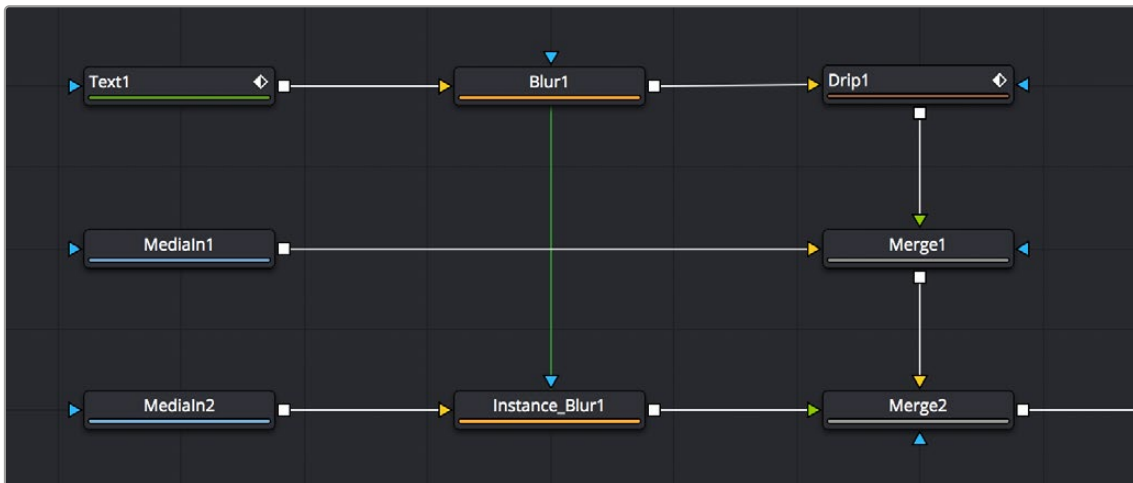 Text1
Blur1
Drip1
MediaIn1
Merge1
MediaIn2
Instance_Blur1
Merge2